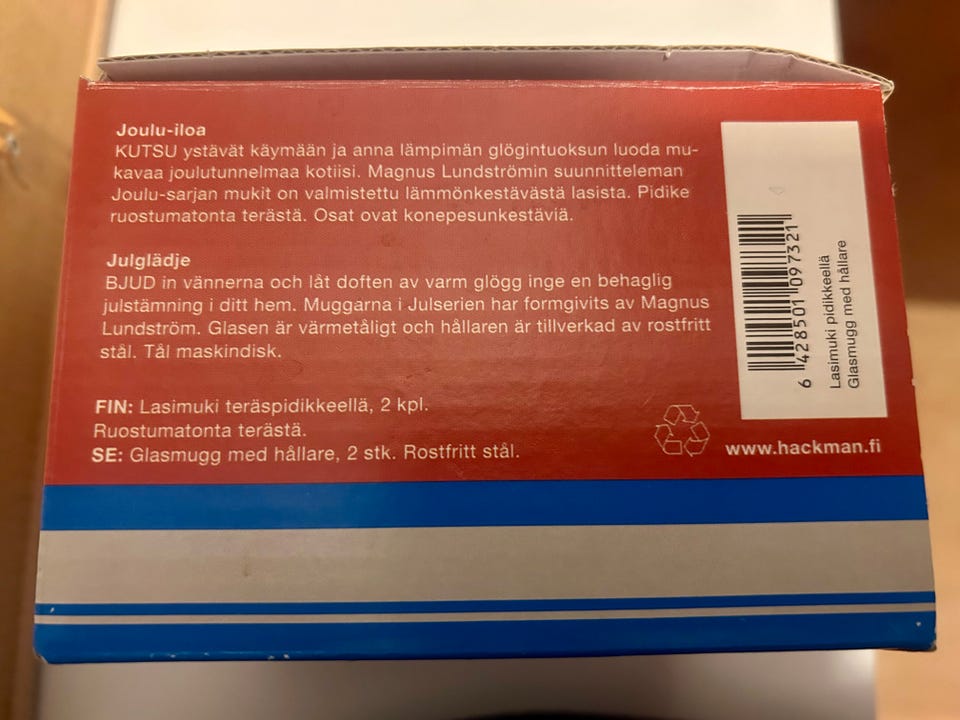 Joulu-iloa
KUTSU ystävät käymään ja anna lämpimän glögintuoksun luoda mu-
kavaa joulutunnelmaa kotiisi. Magnus Lundströmin suunnitteleman
Joulu-sarjan mukit on valmistettu lämmönkestävästä lasista. Pidike
ruostumatonta terästä. Osat ovat konepesunkestäviä.
Julglädje
BJUD in vännerna och låt doften av varm glögg inge en behaglig
julstämning i ditt hem. Muggarna i Julserien har formgivits av Magnus
Lundström. Glasen är värmetåligt och hållaren är tillverkad av rostfritt
stål. Tål maskindisk.
FIN: Lasimuki teräspidikkeellä, 2 kpl.
Ruostumatonta terästä.
SE: Glasmugg med hållare, 2 stk. Rostfritt stål.
6 428501 097321
Lasimuki pidikkeellä
Glasmugg med hållare
www.hackman.fi